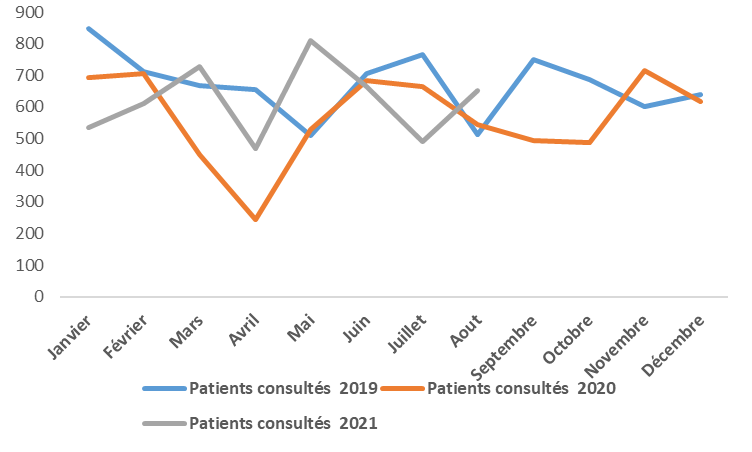 900
800
700
600
500
400
300
200
100
0
Janvier
Février
Mars
Avril
Mai
Juin
Juillet
Aout
Septembre
Octobre
Novembre
Décembre
Patients consultés 2019
Patients consultés 2020
Patients consultés 2021